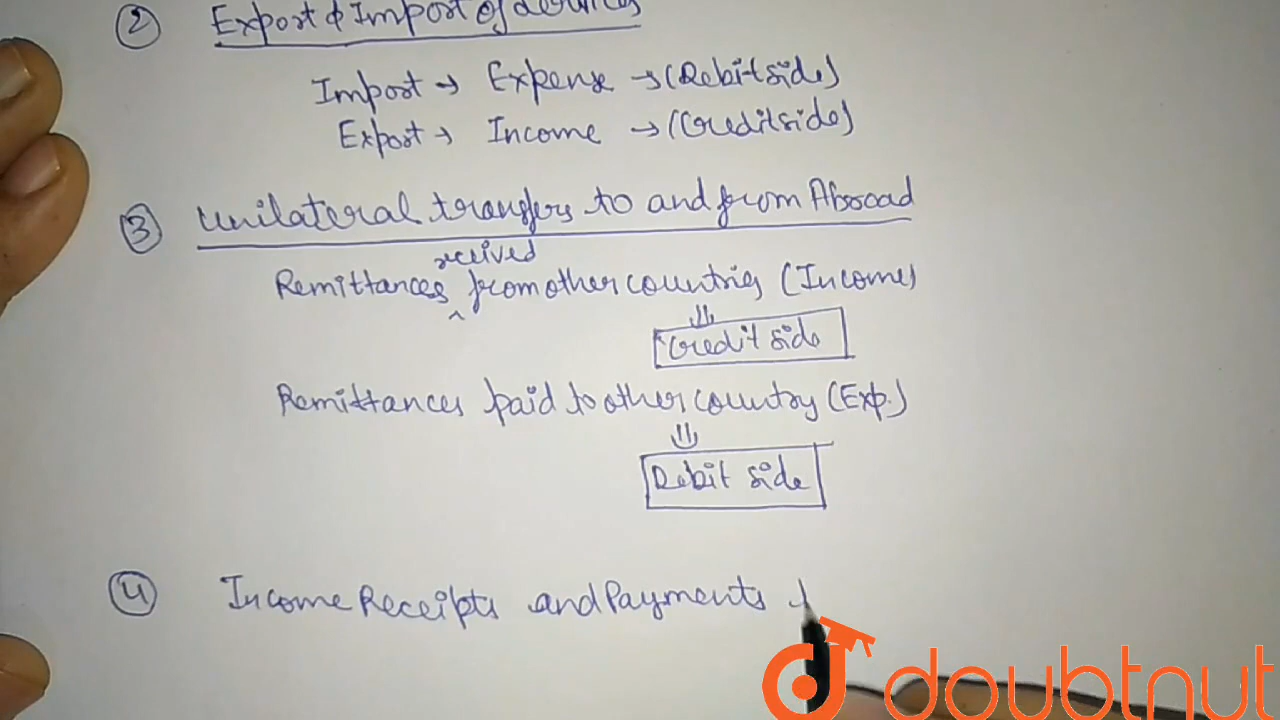 ② Export & Import of Services
Import → Expense → (Debit side)
Export → Income → (Credit side)
③ Unilateral transfers to and from Abroad
received
Remittances ^ from other countries (Income)
Credit side
Remittances paid to other country (Exp.)
Debit side
④ Income Receipts and Payments
doubtnut